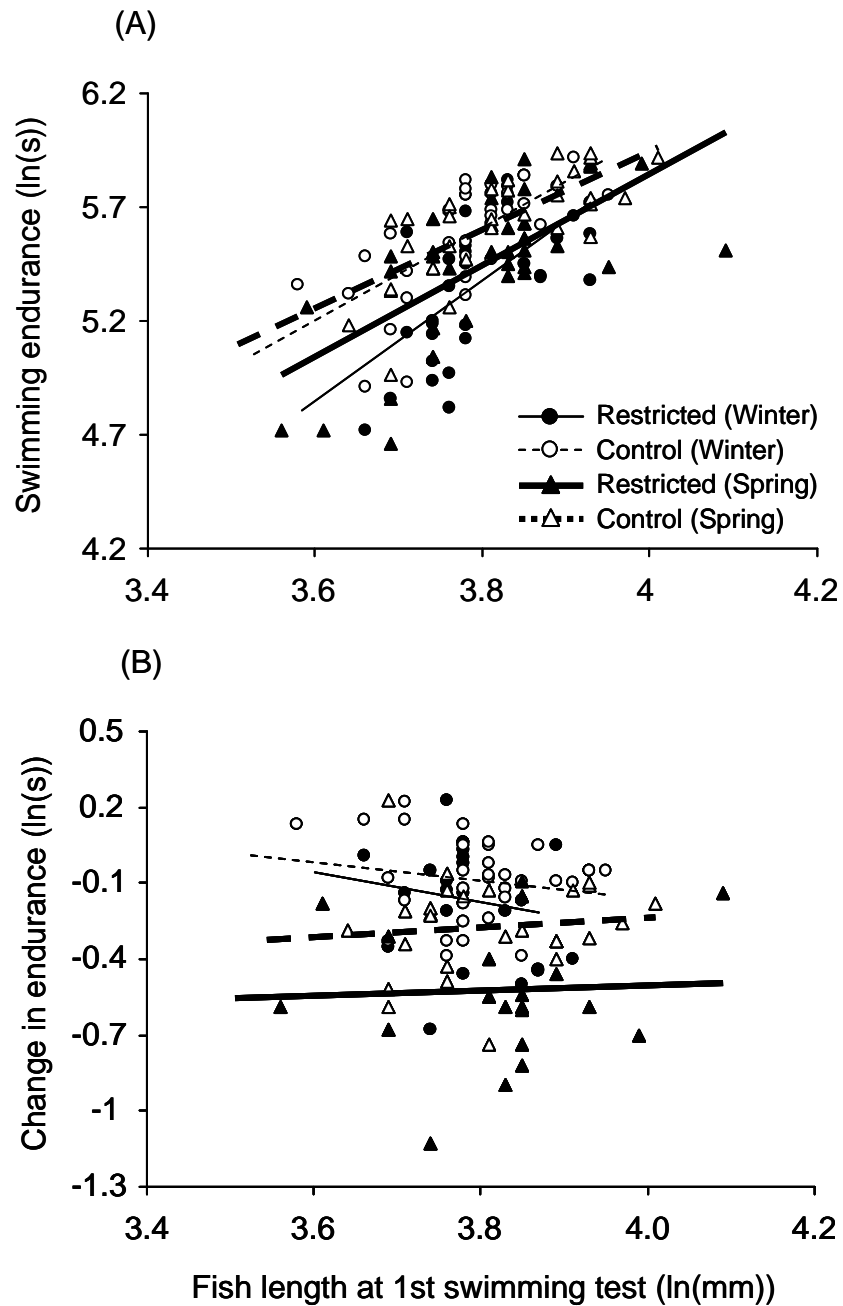 (A)
Swimming endurance (ln(s))
6.2
5.7
5.2
4.7
4.2
Restricted (Winter)
Control (Winter)
Restricted (Spring)
Control (Spring)
3.4 3.6 3.8 4 4.2
(B)
Change in endurance (ln(s))
0.5
0.2
-0.1
-0.4
-0.7
-1
-1.3
3.4 3.6 3.8 4.0 4.2
Fish length at 1st swimming test (ln(mm))